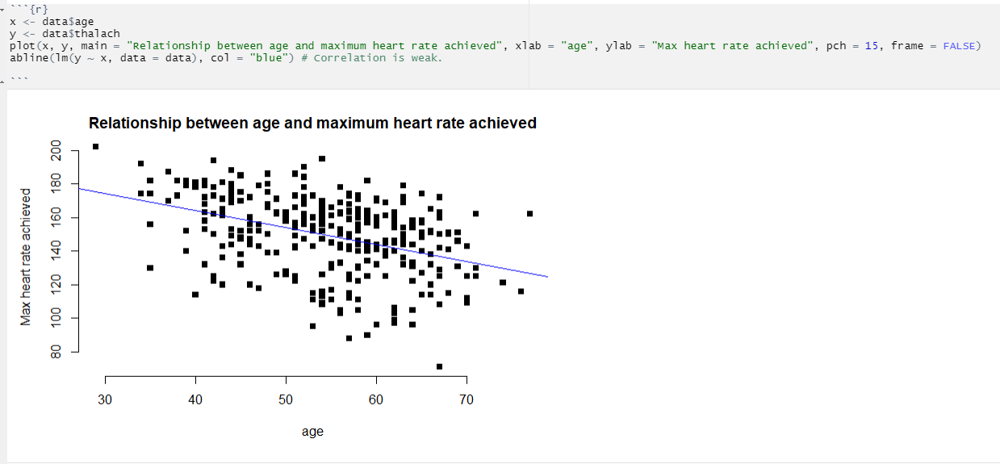 ```{r}
x <- data$age
y <- data$thalach
plot(x, y, main = "Relationship between age and maximum heart rate achieved", xlab = "age", ylab = "Max heart rate achieved", pch = 15, frame = FALSE)
abline(lm(y ~ x, data = data), col = "blue") # Correlation is weak.
```
Relationship between age and maximum heart rate achieved
Max heart rate achieved
200
180
160
140
120
100
80
30 40 50 60 70
age